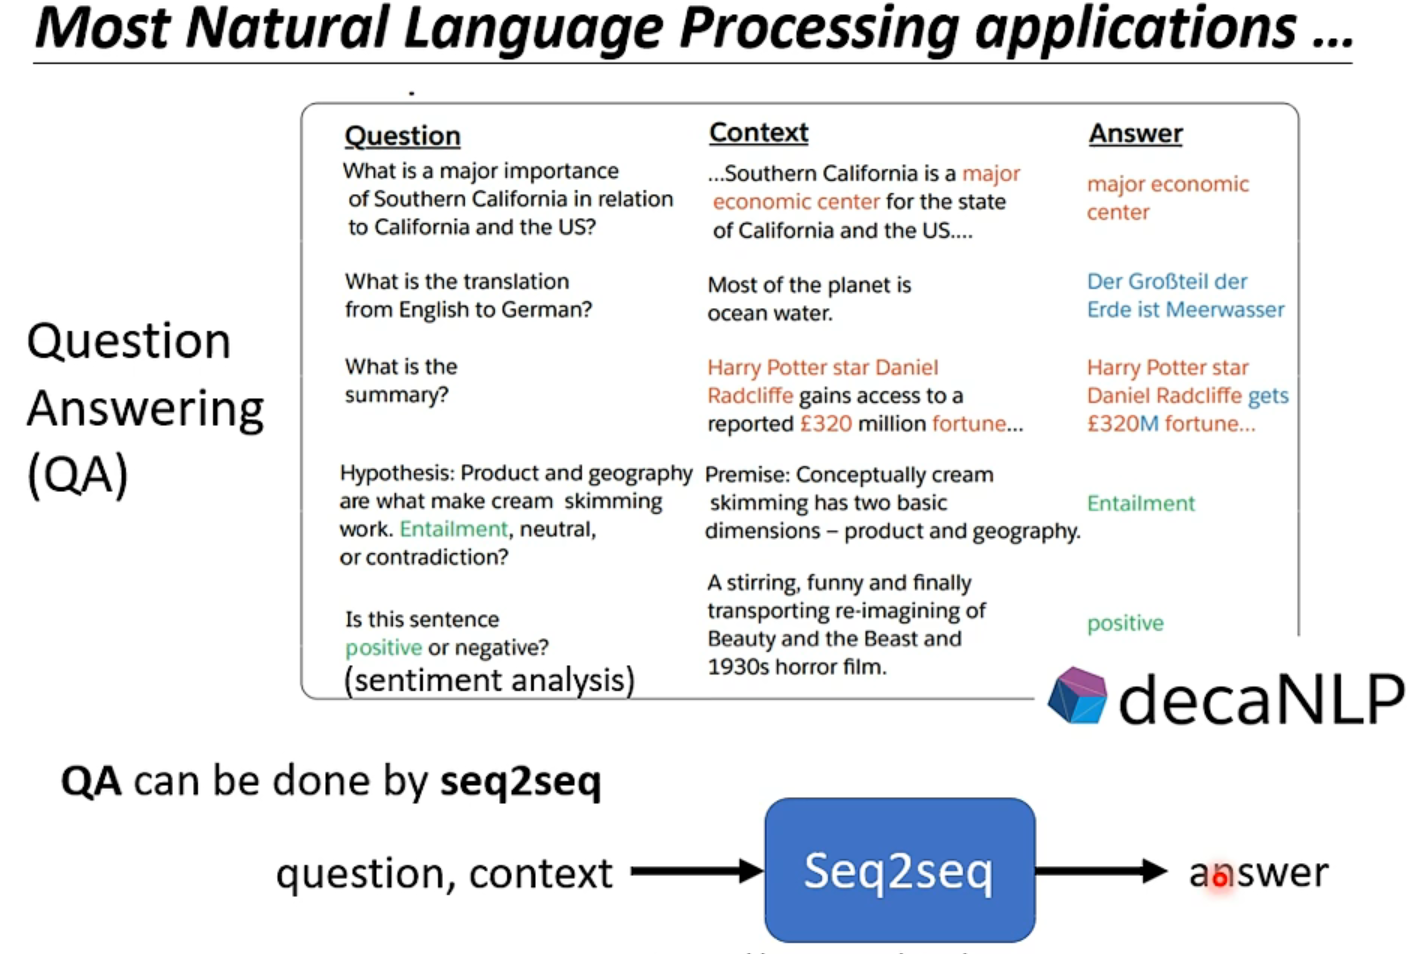 Most Natural Language Processing applications ...
Question
Answering
(QA)
Question
What is a major importance
of Southern California in relation
to California and the US?
Context
...Southern California is a major
economic center for the state
of California and the US....
Answer
major economic
center
What is the translation
from English to German?
Most of the planet is
ocean water.
Der Großteil der
Erde ist Meerwasser
What is the
summary?
Harry Potter star Daniel
Radcliffe gains access to a
reported £320 million fortune...
Harry Potter star
Daniel Radcliffe gets
£320M fortune...
Hypothesis: Product and geography
are what make cream skimming
work. Entailment, neutral,
or contradiction?
Premise: Conceptually cream
skimming has two basic
dimensions – product and geography.
Entailment
Is this sentence
positive or negative?
(sentiment analysis)
A stirring, funny and finally
transporting re-imagining of
Beauty and the Beast and
1930s horror film.
positive
decaNLP
QA can be done by seq2seq
question, context
Seq2seq
answer